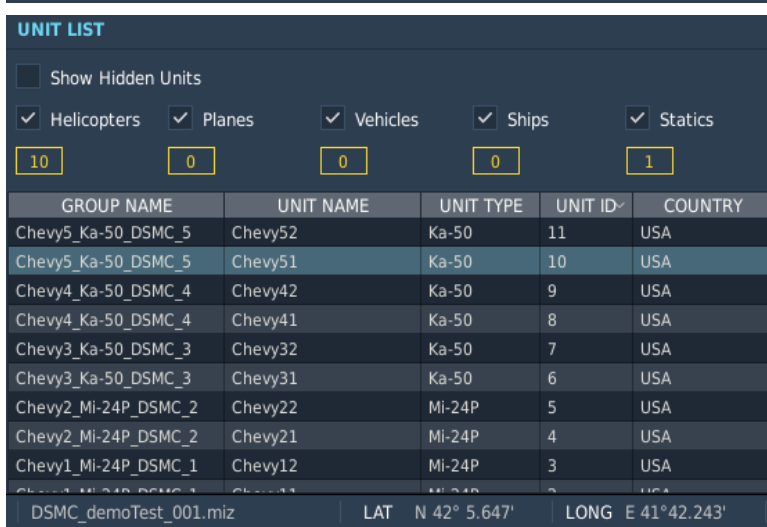 UNIT LIST
Show Hidden Units
Helicopters Planes Vehicles Ships Statics
10 0 0 0 1
GROUP NAME UNIT NAME UNIT TYPE UNIT ID COUNTRY
Chevy5_Ka-50_DSMC_5 Chevy52 Ka-50 11 USA
Chevy5_Ka-50_DSMC_5 Chevy51 Ka-50 10 USA
Chevy4_Ka-50_DSMC_4 Chevy42 Ka-50 9 USA
Chevy4_Ka-50_DSMC_4 Chevy41 Ka-50 8 USA
Chevy3_Ka-50_DSMC_3 Chevy32 Ka-50 7 USA
Chevy3_Ka-50_DSMC_3 Chevy31 Ka-50 6 USA
Chevy2_Mi-24P_DSMC_2 Chevy22 Mi-24P 5 USA
Chevy2_Mi-24P_DSMC_2 Chevy21 Mi-24P 4 USA
Chevy1_Mi-24P_DSMC_1 Chevy12 Mi-24P 3 USA
DSMC_demoTest_001.miz LAT N 42° 5.647' LONG E 41°42.243'